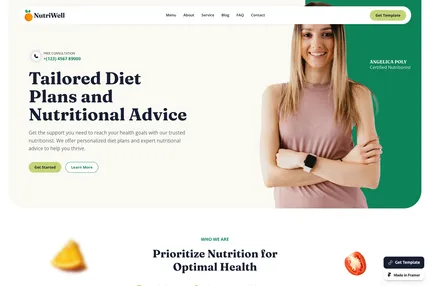 NutriWell
Menu About Service Blog FAQ Contact
Get Template
FREE CONSULTATION
+(123) 4567 89000
Tailored Diet
Plans and
Nutritional Advice
Get the support you need to reach your health goals with our trusted
nutritionist. We offer personalized diet plans and expert nutritional
advice to help you thrive.
Get Started
Learn More
ANGELICA POLY
Certified Nutritionist
WHO WE ARE
Prioritize Nutrition for
Optimal Health
Get Template
Made in Framer